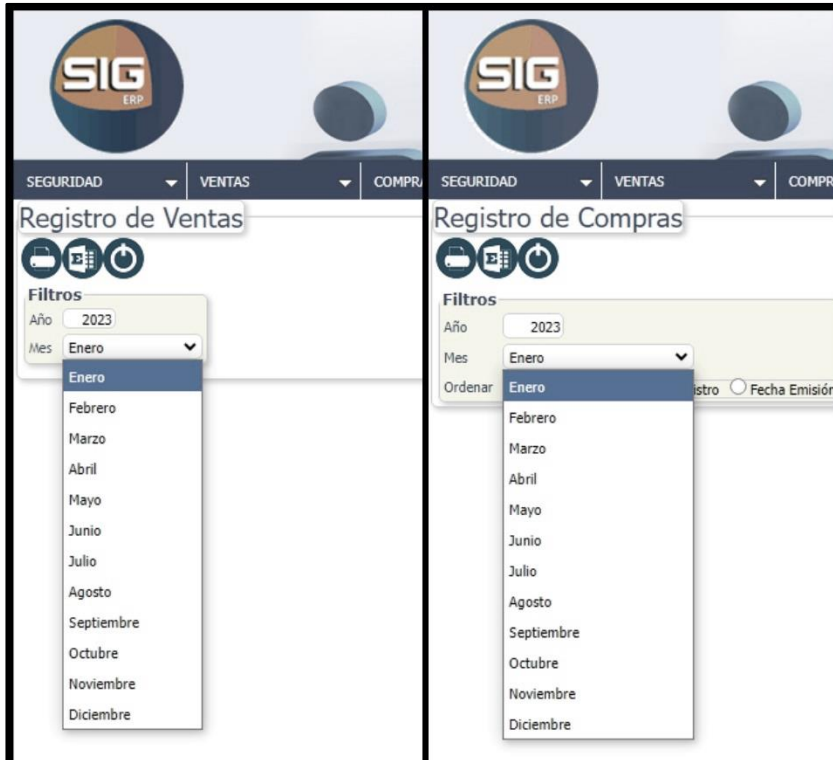 SIG
ERP
SEGURIDAD VENTAS COMPRA
Registro de Ventas
Filtros
Año 2023
Mes Enero
Enero
Febrero
Marzo
Abril
Mayo
Junio
Julio
Agosto
Septiembre
Octubre
Noviembre
Diciembre
SIG
ERP
SEGURIDAD VENTAS COMPR
Registro de Compras
Filtros
Año 2023
Mes Enero
Ordenar istro Fecha Emisión
Enero
Febrero
Marzo
Abril
Mayo
Junio
Julio
Agosto
Septiembre
Octubre
Noviembre
Diciembre